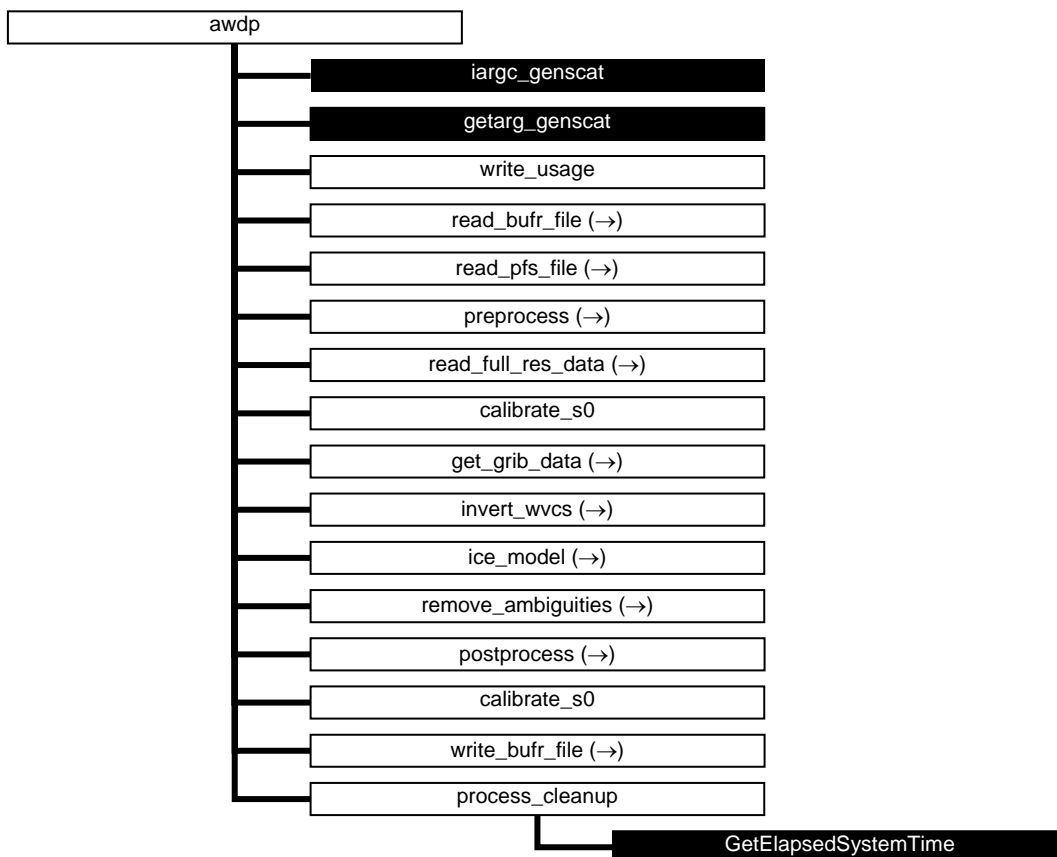 awdp
iargc_genscat
getarg_genscat
write_usage
read_bufr_file (→)
read_pfs_file (→)
preprocess (→)
read_full_res_data (→)
calibrate_s0
get_grib_data (→)
invert_wvcs (→)
ice_model (→)
remove_ambiguities (→)
postprocess (→)
calibrate_s0
write_bufr_file (→)
process_cleanup
GetElapsedSystemTime